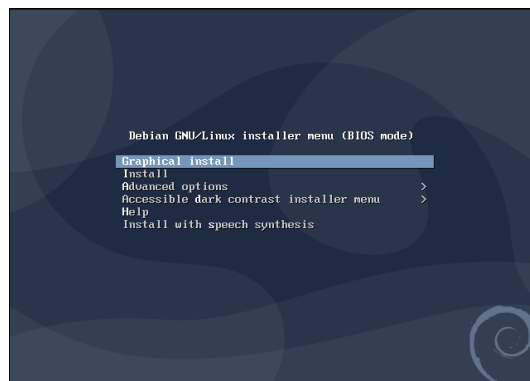 Debian GNU/Linux installer menu (BIOS mode)
Graphical install
Install
Advanced options >
Accessible dark contrast installer menu >
Help
Install with speech synthesis